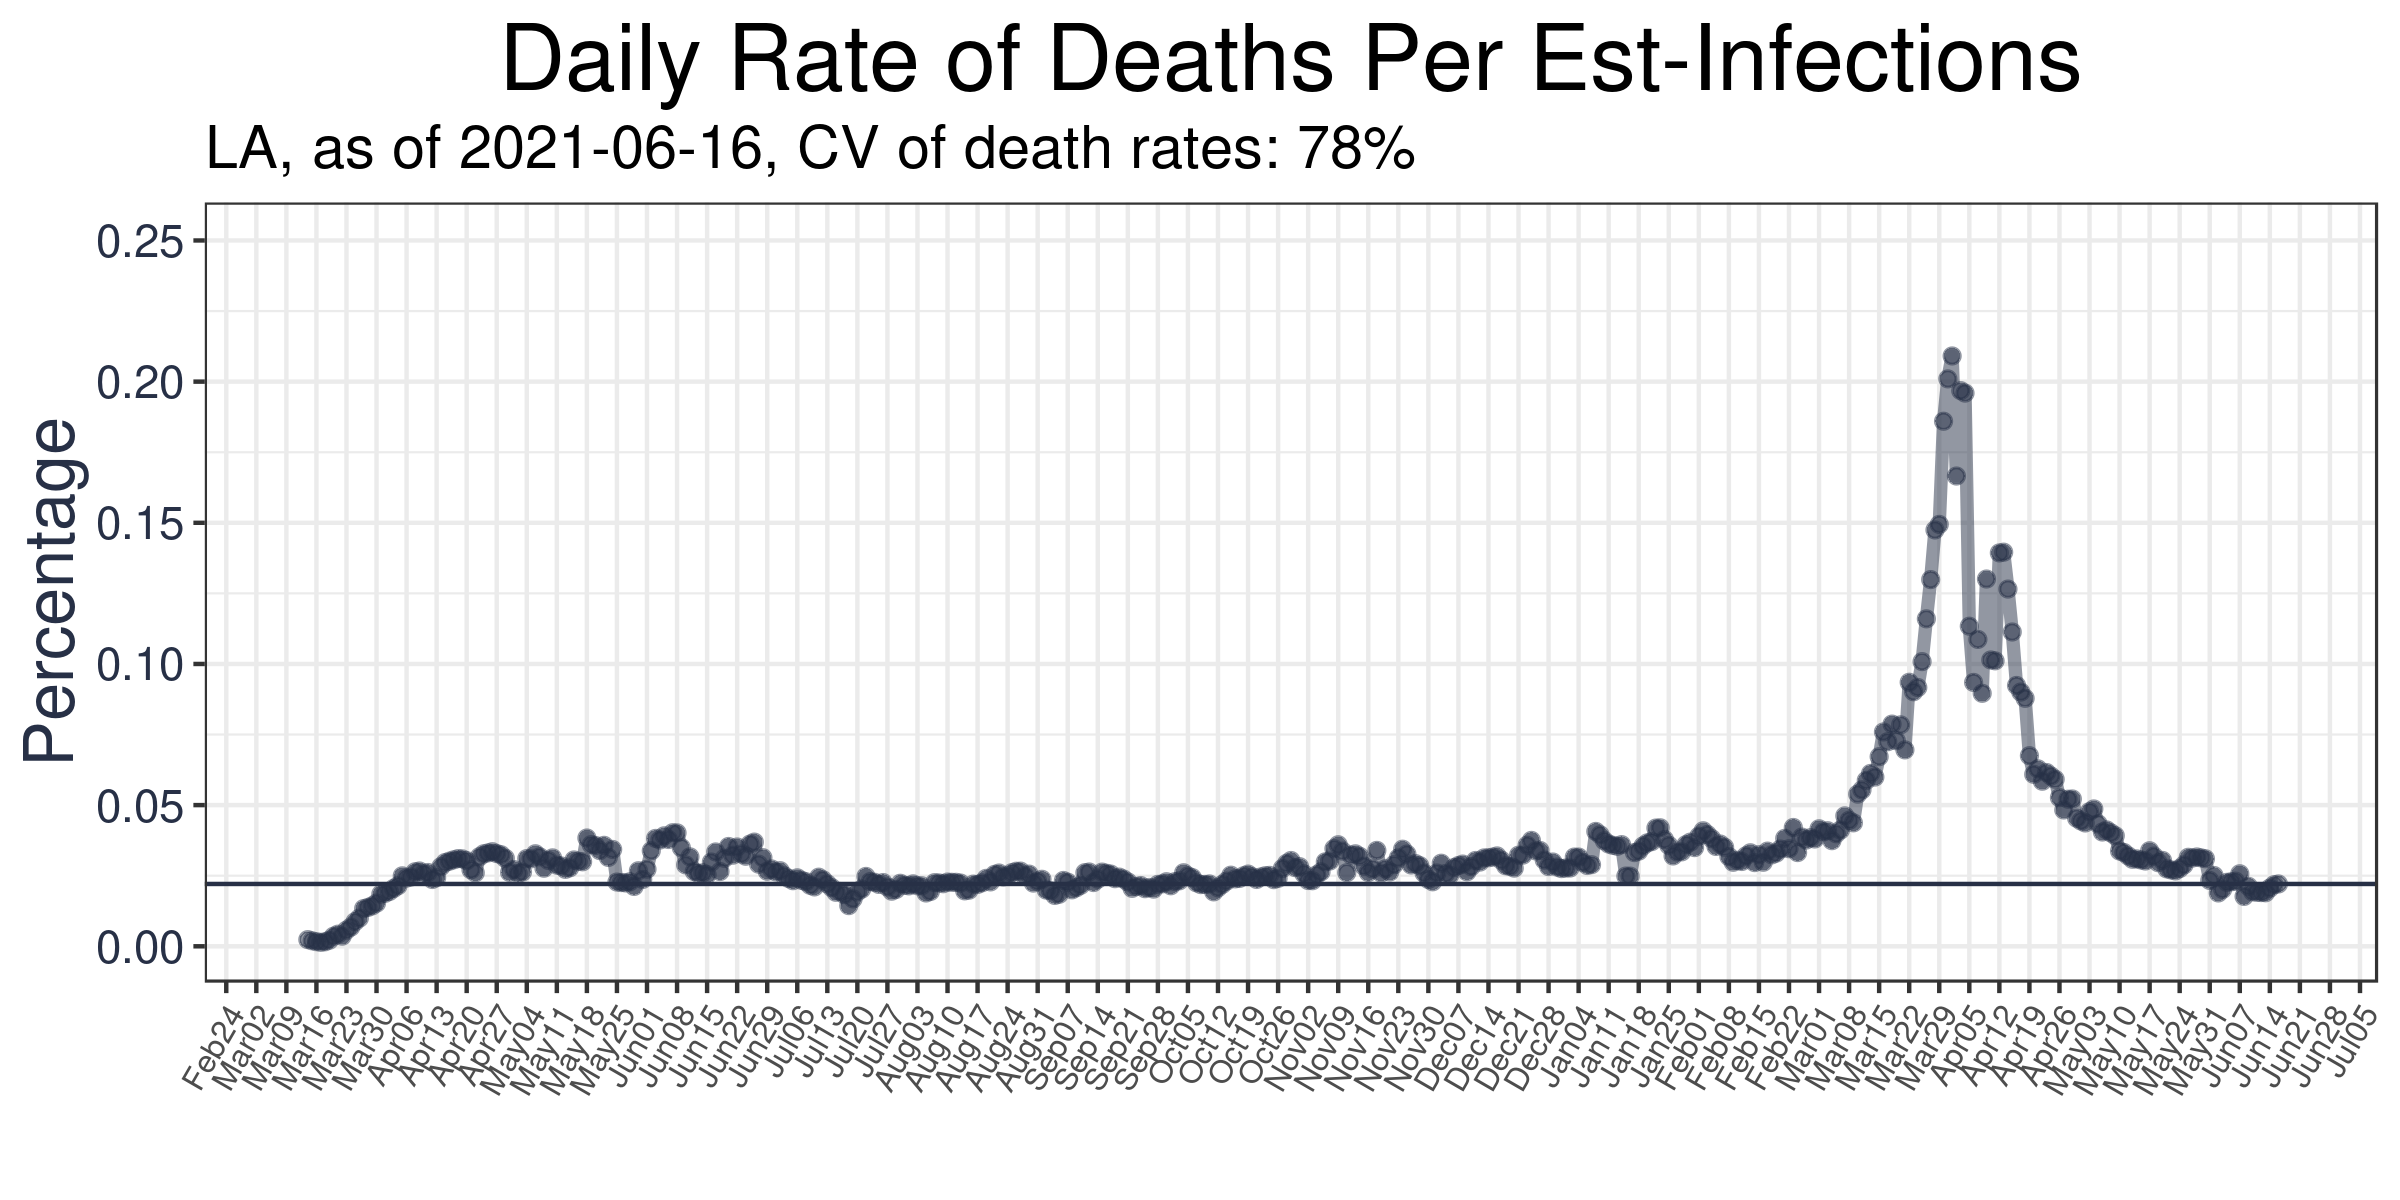 Daily Rate of Deaths Per Est-Infections
LA, as of 2021-06-16, CV of death rates: 78%
Percentage
0.25
0.20
0.15
0.10
0.05
0.00
Feb24
Mar02
Mar09
Mar16
Mar23
Mar30
Apr06
Apr13
Apr20
Apr27
May04
May11
May18
May25
Jun01
Jun08
Jun15
Jun22
Jun29
Jul06
Jul13
Jul20
Jul27
Aug03
Aug10
Aug17
Aug24
Aug31
Sep07
Sep14
Sep21
Sep28
Oct05
Oct12
Oct19
Oct26
Nov02
Nov09
Nov16
Nov23
Nov30
Dec07
Dec14
Dec21
Dec28
Jan04
Jan11
Jan18
Jan25
Feb01
Feb08
Feb15
Feb22
Mar01
Mar08
Mar15
Mar22
Mar29
Apr05
Apr12
Apr19
Apr26
May03
May10
May17
May24
May31
Jun07
Jun14
Jun21
Jun28
Jul05